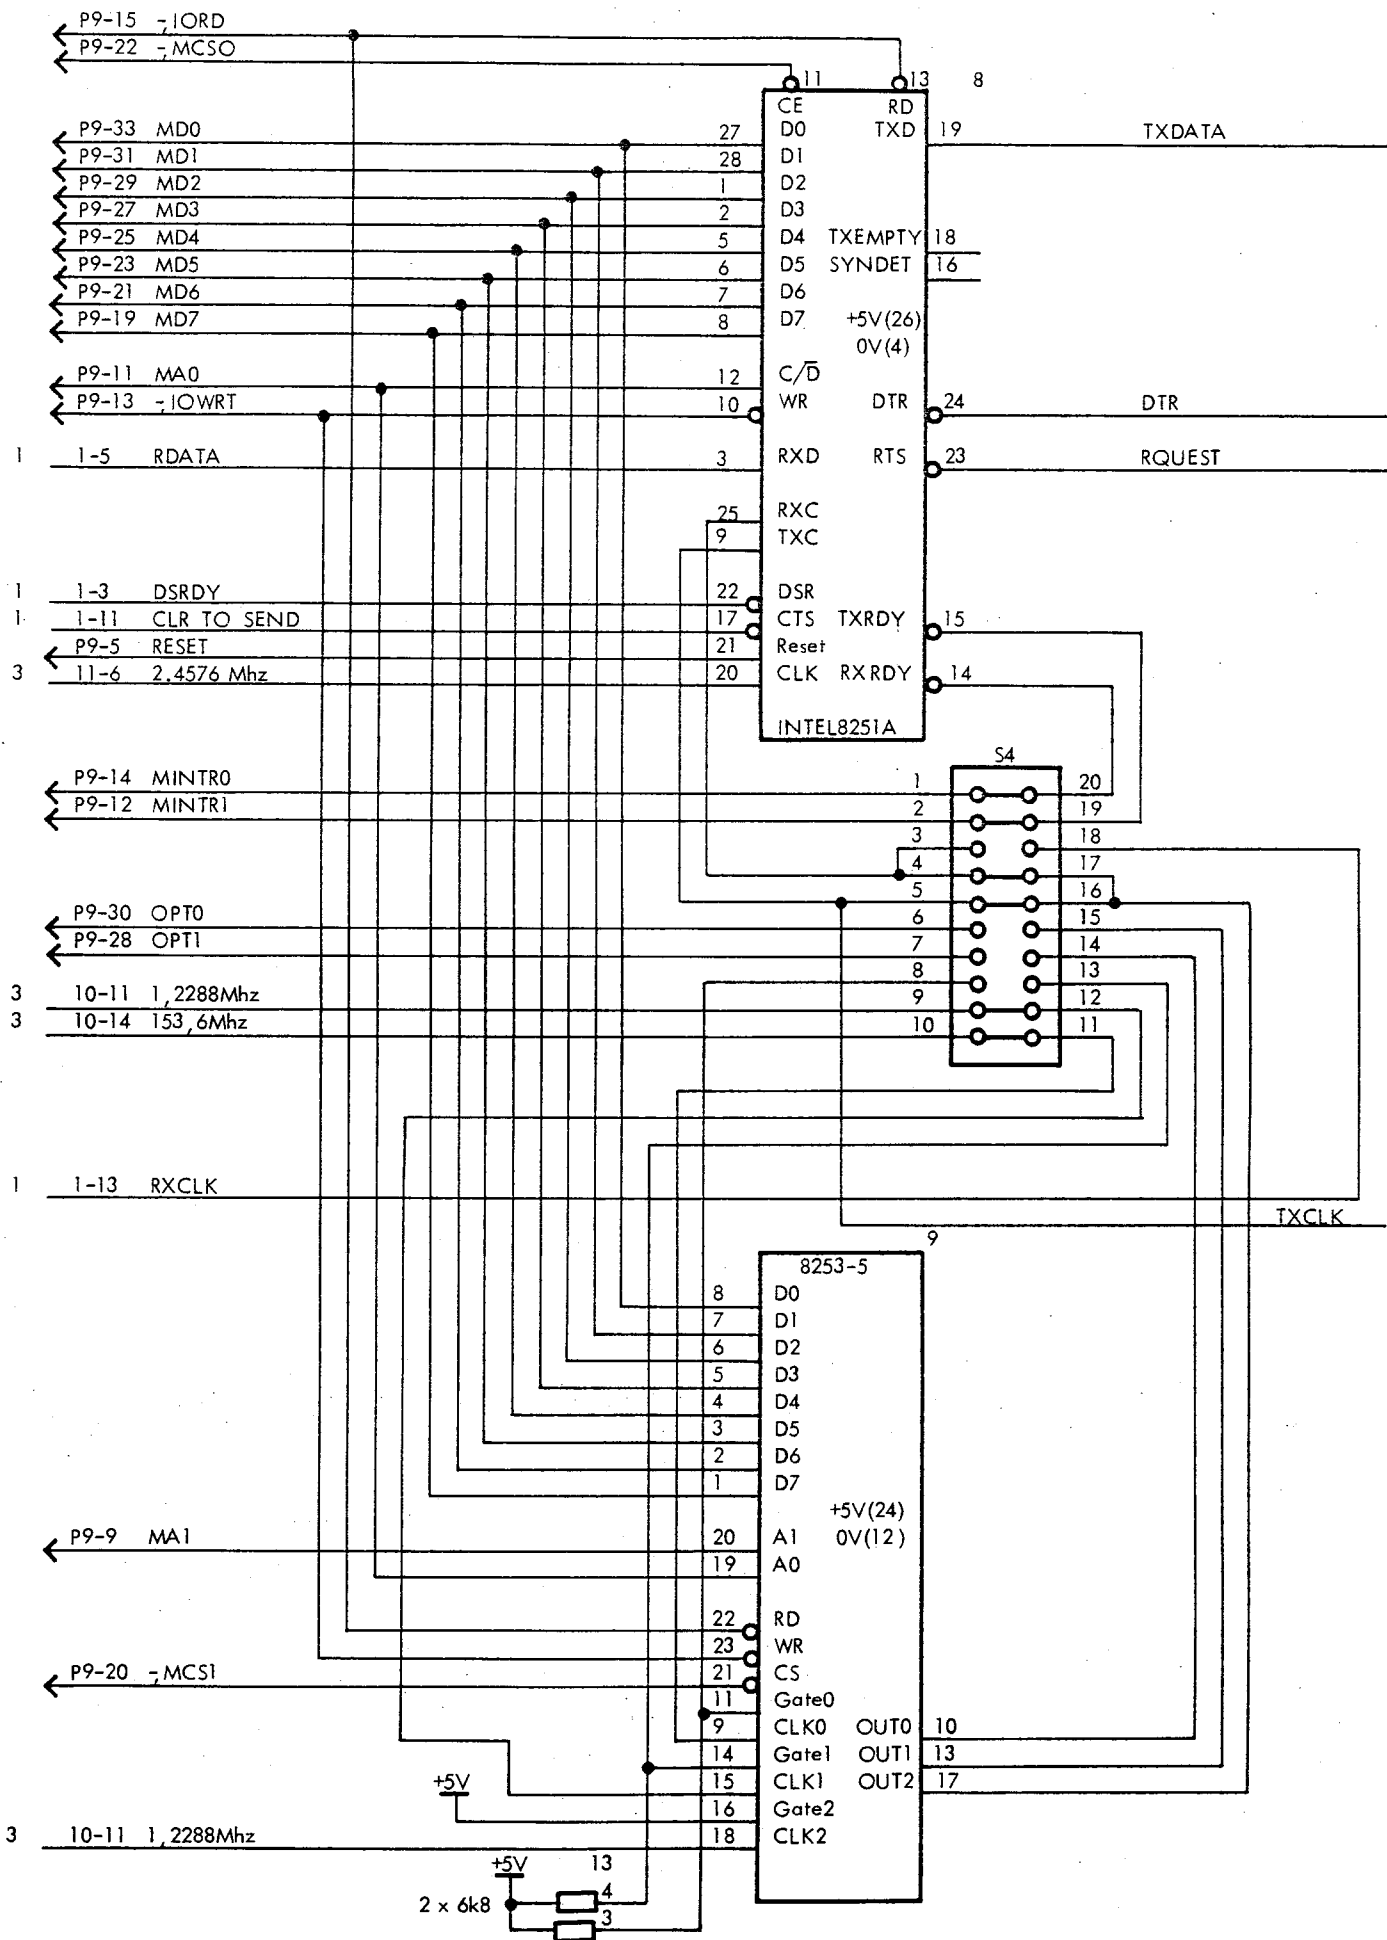 P9-15 -,IORD
P9-22 -,MCSO
11 13 8
CE RD
P9-33 MD0 27 D0 TXD 19 TXDATA
P9-31 MD1 28 D1
P9-29 MD2 1 D2
P9-27 MD3 2 D3
P9-25 MD4 5 D4 TXEMPTY 18
P9-23 MD5 6 D5 SYNDET 16
P9-21 MD6 7 D6
P9-19 MD7 8 D7 +5V(26)
0V(4)
P9-11 MA0 12 C/D̅
P9-13 -,IOWRT 10 WR DTR 24 DTR
1 1-5 RDATA 3 RXD RTS 23 RQUEST
25 RXC
9 TXC
1 1-3 DSRDY 22 DSR
1 1-11 CLR TO SEND 17 CTS TXRDY 15
P9-5 RESET 21 Reset
3 11-6 2.4576 Mhz 20 CLK RXRDY 14
INTEL8251A
S4
P9-14 MINTR0 1 20
P9-12 MINTR1 2 19
3 18
4 17
5 16
P9-30 OPT0 6 15
P9-28 OPT1 7 14
8 13
3 10-11 1,2288Mhz 9 12
3 10-14 153,6Mhz 10 11
1 1-13 RXCLK
TXCLK
9
8253-5
8 D0
7 D1
6 D2
5 D3
4 D4
3 D5
2 D6
1 D7
+5V(24)
P9-9 MA1 20 A1 0V(12)
19 A0
22 RD
23 WR
P9-20 -,MCS1 21 CS
11 Gate0
9 CLK0 OUT0 10
14 Gate1 OUT1 13
+5V 15 CLK1 OUT2 17
16 Gate2
3 10-11 1,2288Mhz 18 CLK2
+5V 13
2 x 6k8 4
3